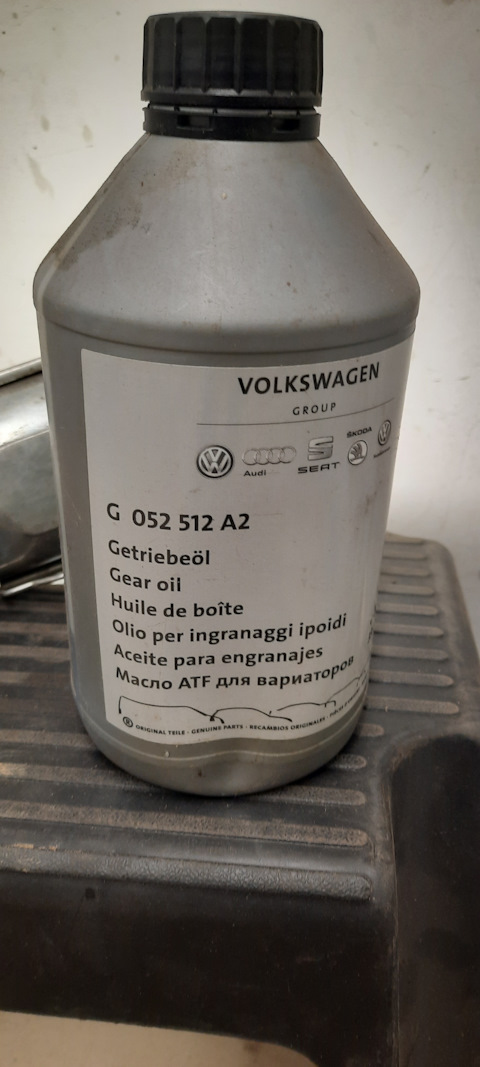 VOLKSWAGEN
GROUP
Audi
SEAT
ŠKODA
G 052 512 A2
Getriebeöl
Gear oil
Huile de boîte
Olio per ingranaggi ipoidi
Aceite para engranajes
Масло ATF для вариаторов
® ORIGINAL TEILE · GENUINE PARTS · RECAMBIOS ORIGINALES ·